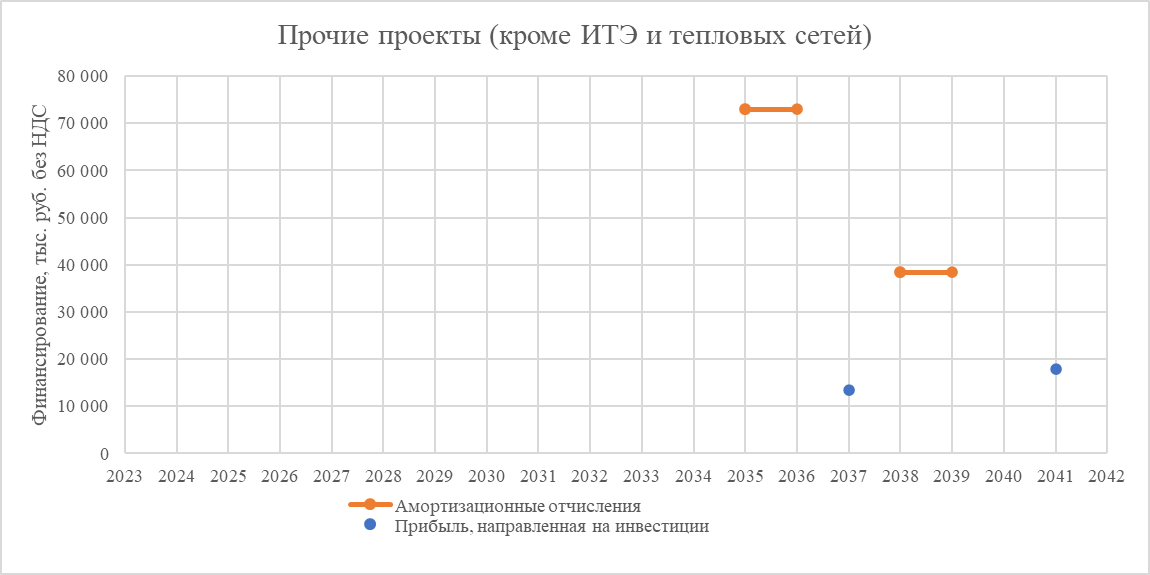 Прочие проекты (кроме ИТЭ и тепловых сетей)
Финансирование, тыс. руб. без НДС
80 000
70 000
60 000
50 000
40 000
30 000
20 000
10 000
0
2023 2024 2025 2026 2027 2028 2029 2030 2031 2032 2033 2034 2035 2036 2037 2038 2039 2040 2041 2042
Амортизационные отчисления
Прибыль, направленная на инвестиции